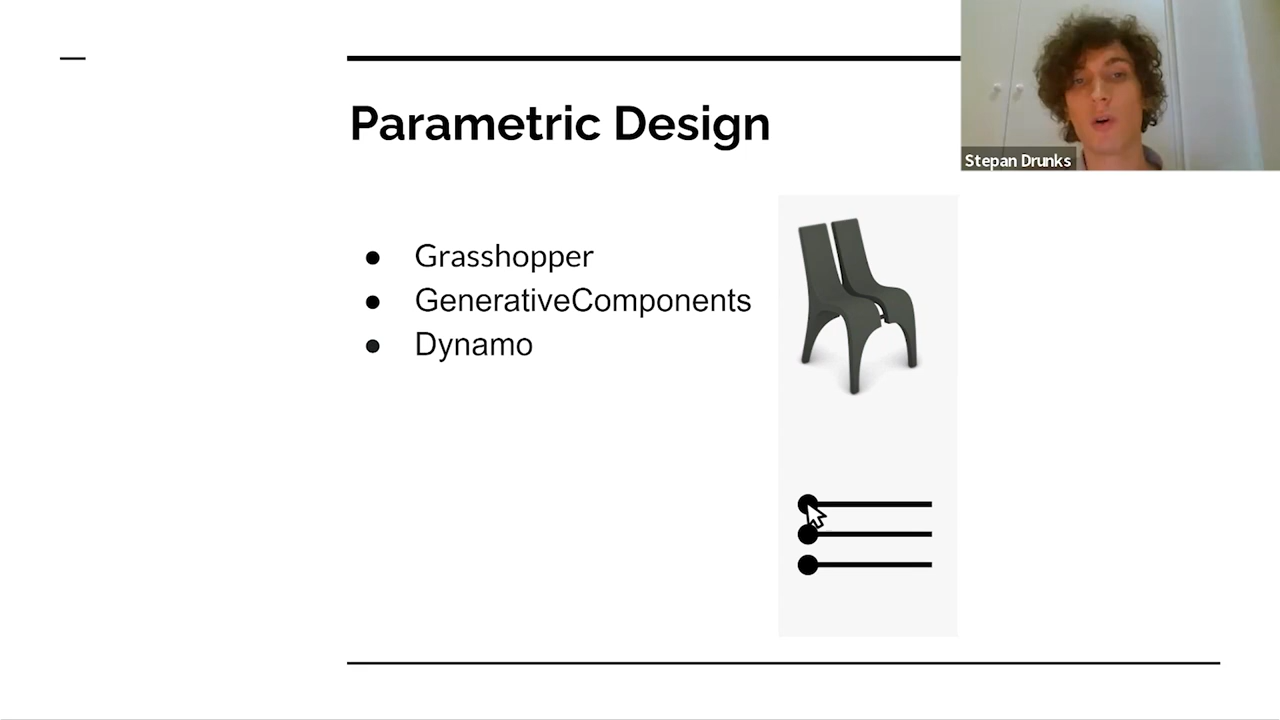 Parametric Design
Stepan Drunks
● Grasshopper
● GenerativeComponents
● Dynamo